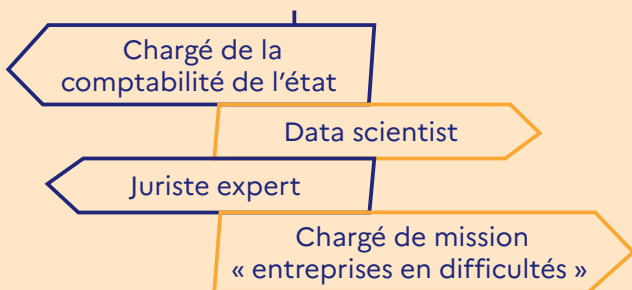 Chargé de la
comptabilité de l'état
Data scientist
Juriste expert
Chargé de mission
« entreprises en difficultés »